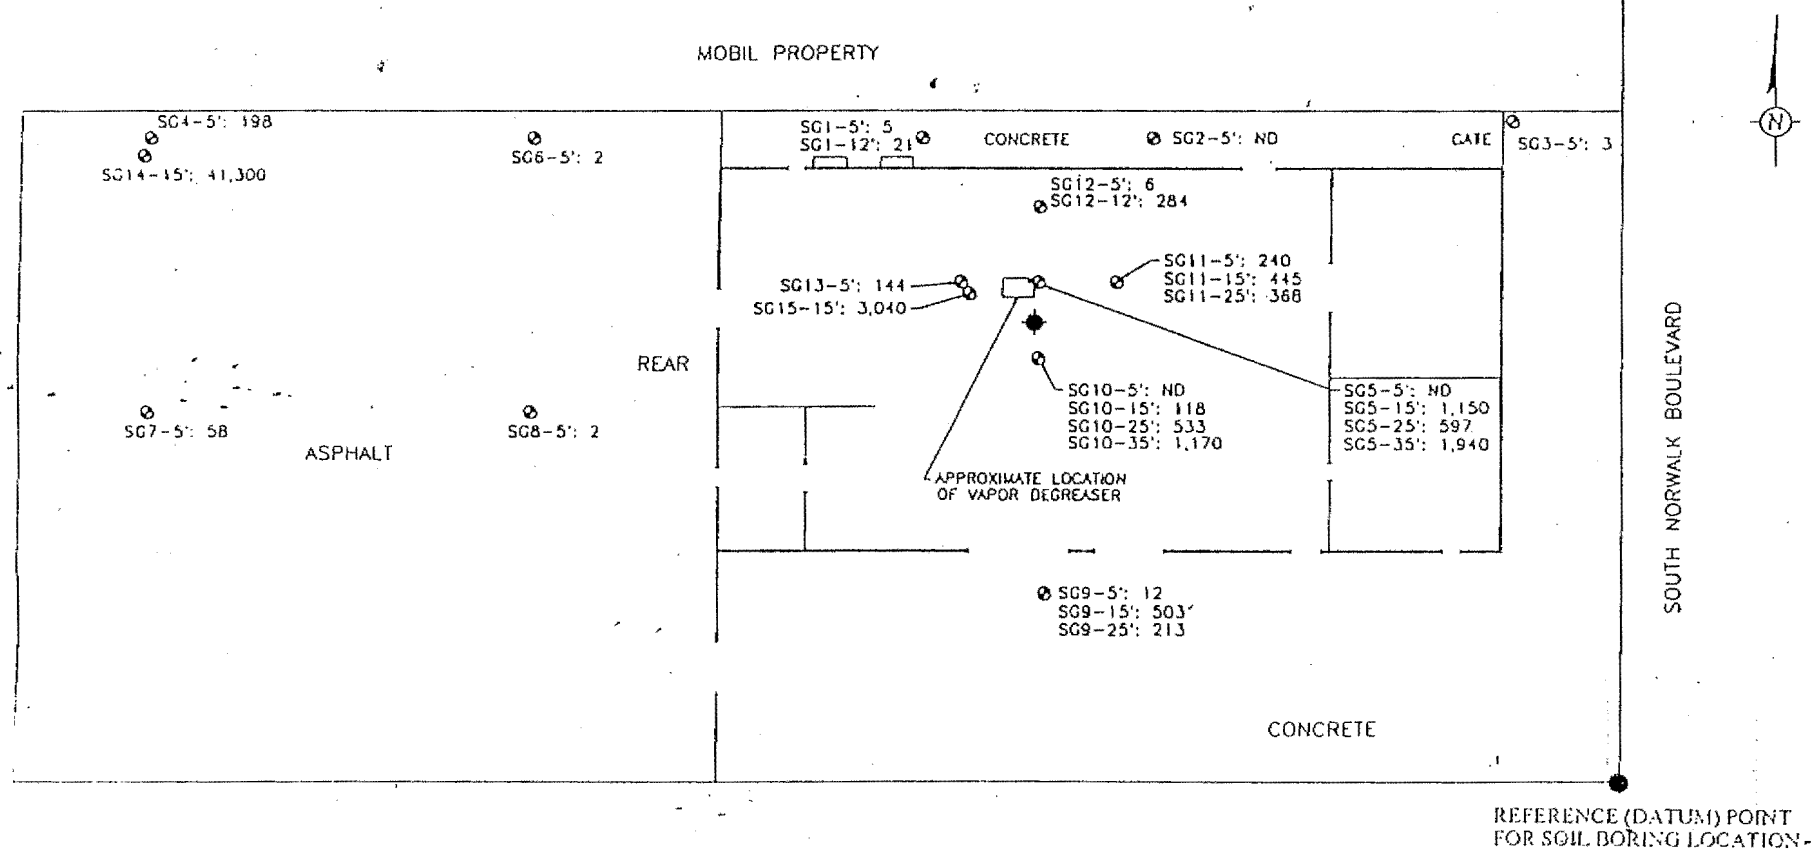 MOBIL PROPERTY
N
SG4-5': 198
SG14-15': 41,300
SG6-5': 2
SG1-5': 5
SG1-12': 21
CONCRETE
SG2-5': ND
GATE
SG3-5': 3
SG12-5': 6
SG12-12': 284
SG13-5': 144
SG15-15': 3,040
SG11-5': 240
SG11-15': 445
SG11-25': 368
REAR
SG7-5': 58
SG8-5': 2
ASPHALT
SG10-5': ND
SG10-15': 118
SG10-25': 533
SG10-35': 1,170
SG5-5': ND
SG5-15': 1,150
SG5-25': 597
SG5-35': 1,940
APPROXIMATE LOCATION
OF VAPOR DEGREASER
SG9-5': 12
SG9-15': 503
SG9-25': 213
CONCRETE
SOUTH NORWALK BOULEVARD
REFERENCE (DATUM) POINT
FOR SOIL BORING LOCATION-